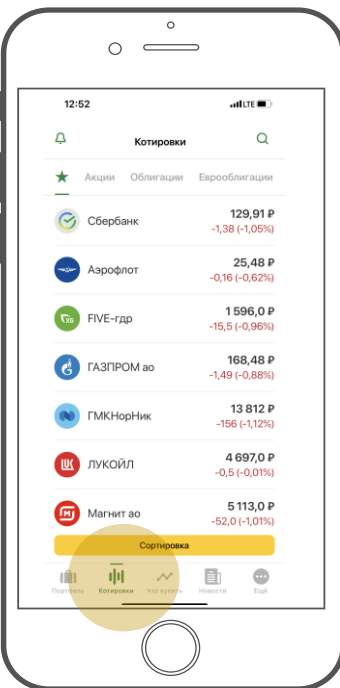 12:52 LTE
Котировки
Акции Облигации Еврооблигации
Сбербанк 129,91 ₽
-1,38 (-1,05%)
Аэрофлот 25,48 ₽
-0,16 (-0,62%)
X5 FIVE-гдр 1 596,0 ₽
-15,5 (-0,96%)
ГАЗПРОМ ао 168,48 ₽
-1,49 (-0,88%)
ГМКНорНик 13 812 ₽
-156 (-1,12%)
ЛУКОЙЛ 4 697,0 ₽
-0,5 (-0,01%)
М Магнит ао 5 113,0 ₽
-52,0 (-1,01%)
Сортировка
Портфель Котировки Что купить Новости Ещё